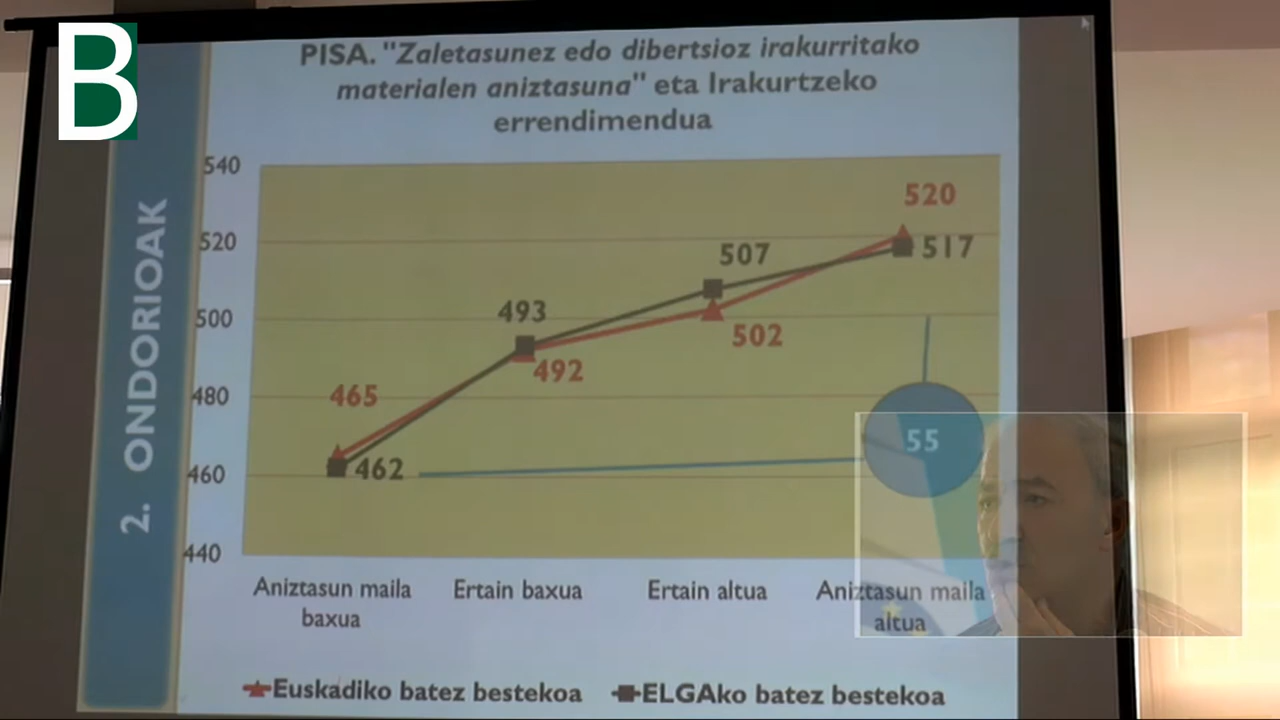 B
PISA. "Zaletasunez edo dibertsioz irakurritako
materialen aniztasuna" eta Irakurtzeko
errendimendua
2. ONDORIOAK
540
520
500
480
460
440
465
462
493
492
507
502
520
517
55
Aniztasun maila
baxua
Ertain baxua
Ertain altua
Aniztasun maila
altua
Euskadiko batez bestekoa
ELGAko batez bestekoa